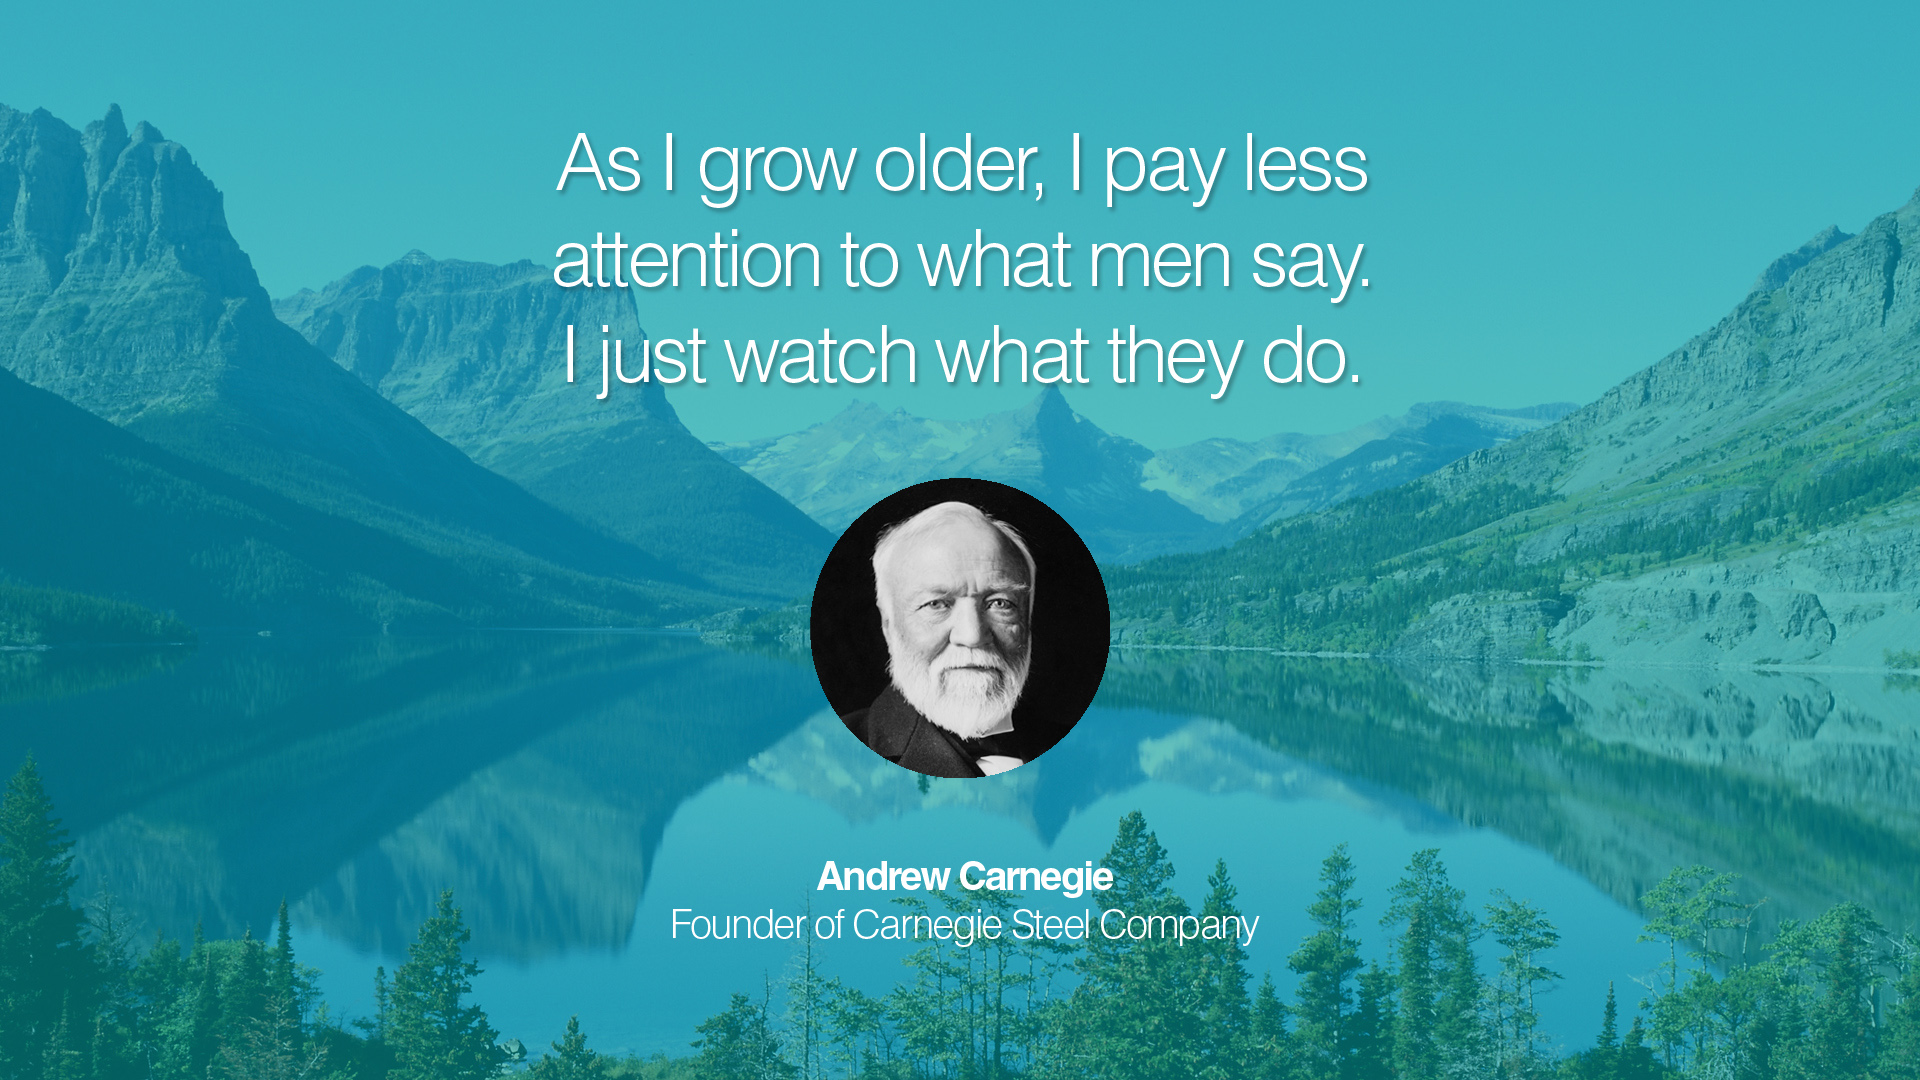 As I grow older, I pay less
attention to what men say.
I just watch what they do.
Andrew Carnegie
Founder of Carnegie Steel Company